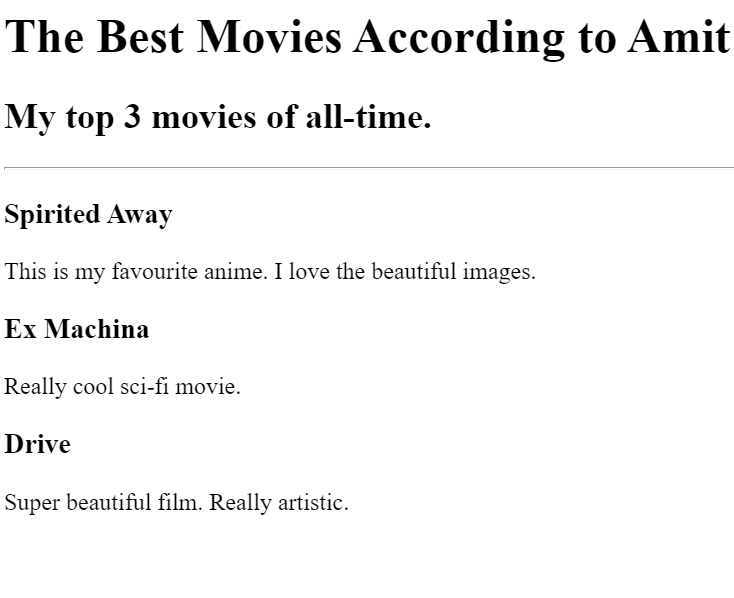 The Best Movies According to Amit
My top 3 movies of all-time.
Spirited Away
This is my favourite anime. I love the beautiful images.
Ex Machina
Really cool sci-fi movie.
Drive
Super beautiful film. Really artistic.